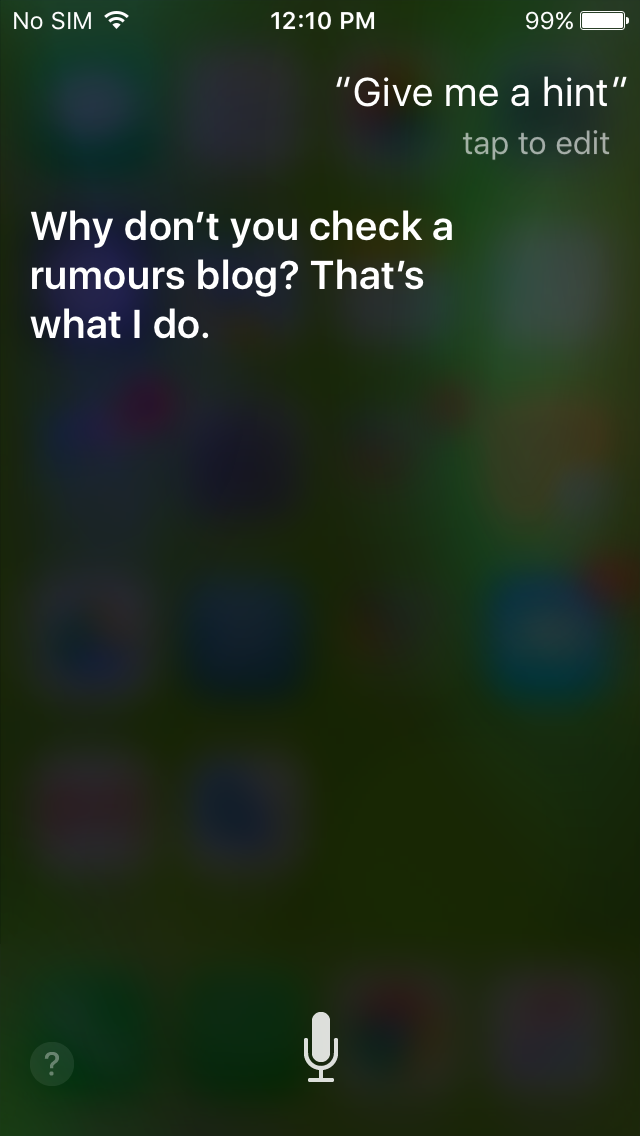 No SIM 12:10 PM 99%
“Give me a hint”
tap to edit
Why don’t you check a
rumours blog? That’s
what I do.
?